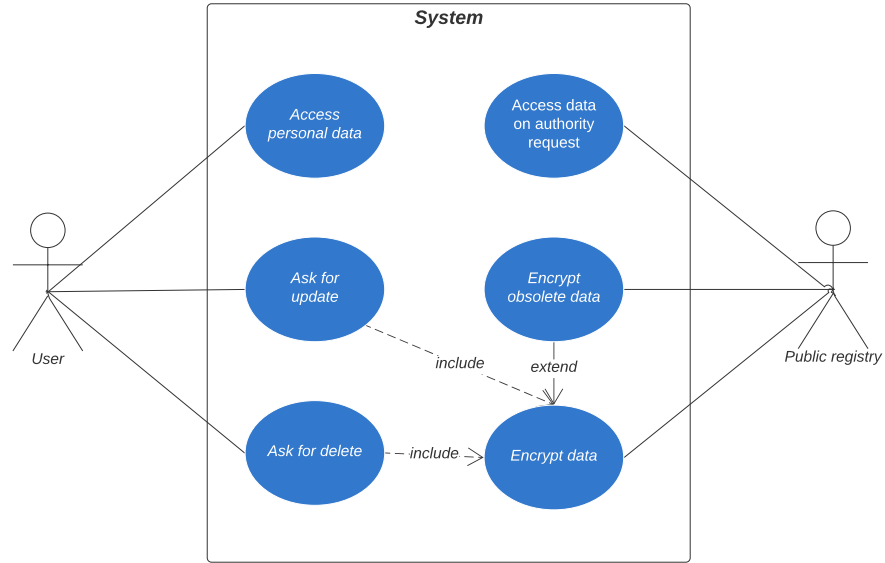 System
Access
personal data
Access data
on authority
request
Ask for
update
Encrypt
obsolete data
User
include
extend
Public registry
Ask for delete
include
Encrypt data